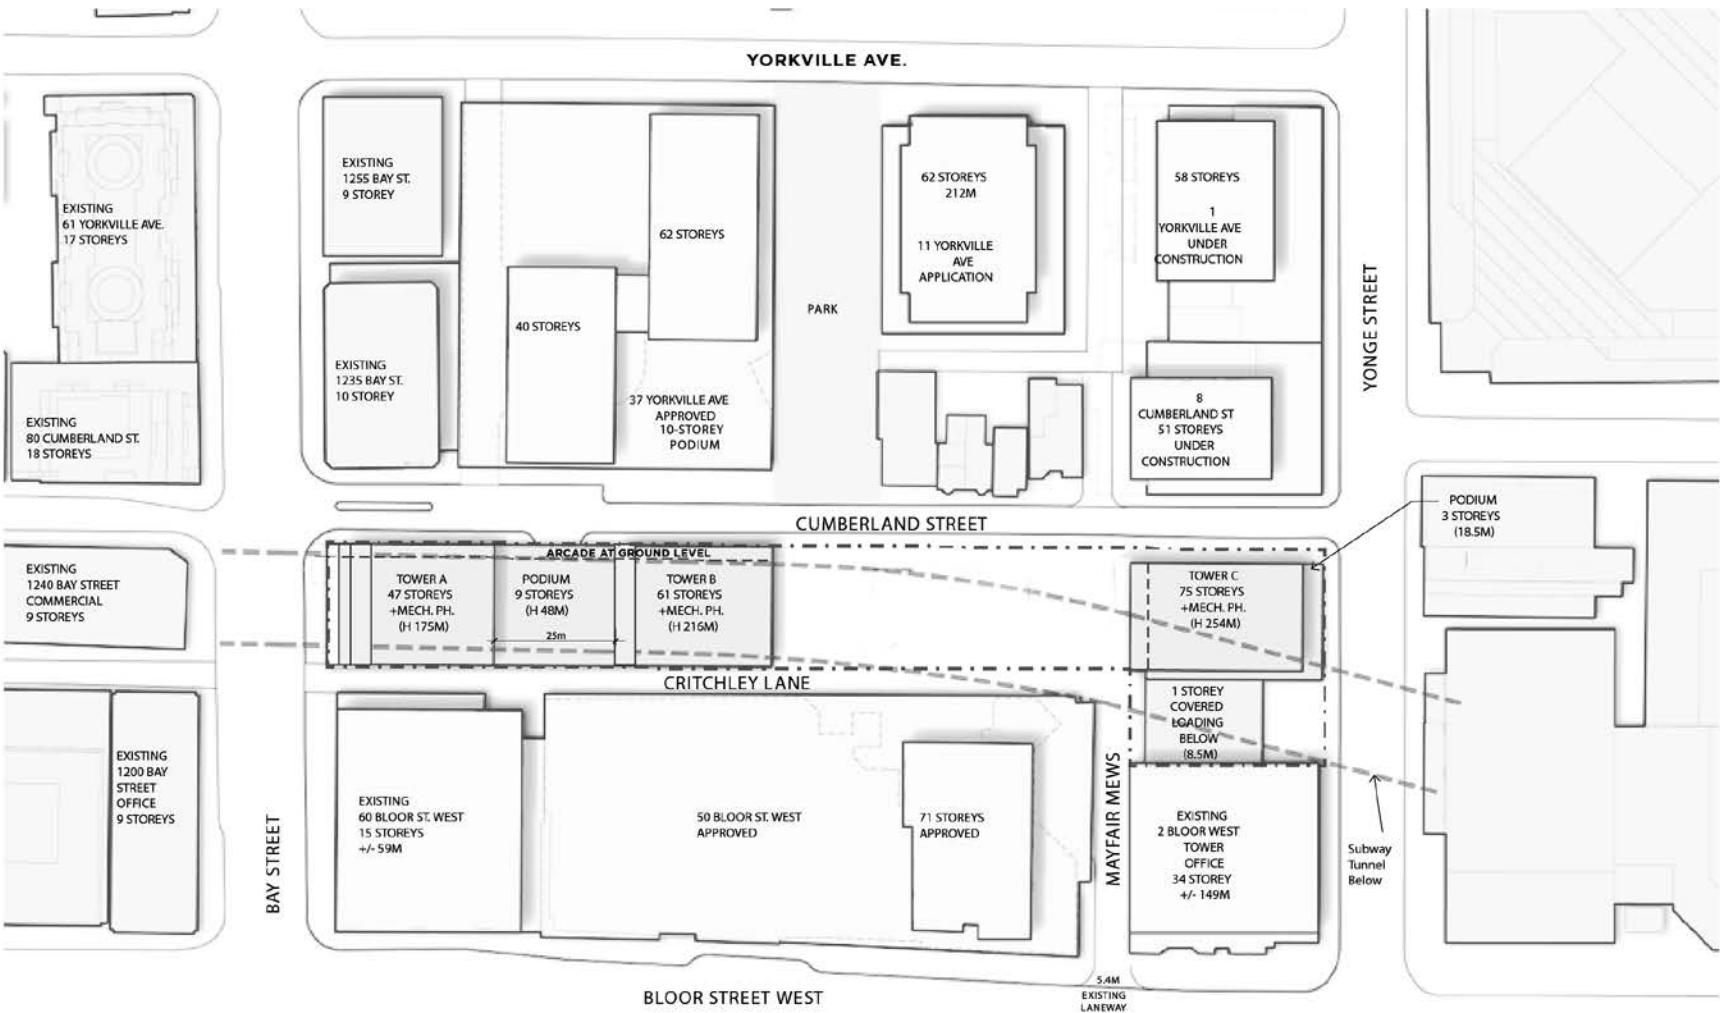 YORKVILLE AVE.
EXISTING
61 YORKVILLE AVE.
17 STOREYS
EXISTING
80 CUMBERLAND ST.
18 STOREYS
EXISTING
1255 BAY ST.
9 STOREY
EXISTING
1235 BAY ST.
10 STOREY
62 STOREYS
40 STOREYS
37 YORKVILLE AVE
APPROVED
10-STOREY
PODIUM
PARK
62 STOREYS
212M
11 YORKVILLE
AVE
APPLICATION
58 STOREYS
1
YORKVILLE AVE
UNDER
CONSTRUCTION
8
CUMBERLAND ST
51 STOREYS
UNDER
CONSTRUCTION
YONGE STREET
PODIUM
3 STOREYS
(18.5M)
CUMBERLAND STREET
EXISTING
1240 BAY STREET
COMMERCIAL
9 STOREYS
ARCADE AT GROUND LEVEL
TOWER A
47 STOREYS
+MECH. PH.
(H 175M)
PODIUM
9 STOREYS
(H 48M)
25m
TOWER B
61 STOREYS
+MECH. PH.
(H 216M)
TOWER C
75 STOREYS
+MECH. PH.
(H 254M)
CRITCHLEY LANE
1 STOREY
COVERED
LOADING
BELOW
(8.5M)
EXISTING
1200 BAY
STREET
OFFICE
9 STOREYS
BAY STREET
EXISTING
60 BLOOR ST. WEST
15 STOREYS
+/- 59M
50 BLOOR ST. WEST
APPROVED
71 STOREYS
APPROVED
MAYFAIR MEWS
EXISTING
2 BLOOR WEST
TOWER
OFFICE
34 STOREY
+/- 149M
Subway
Tunnel
Below
5.4M
EXISTING
LANEWAY
BLOOR STREET WEST